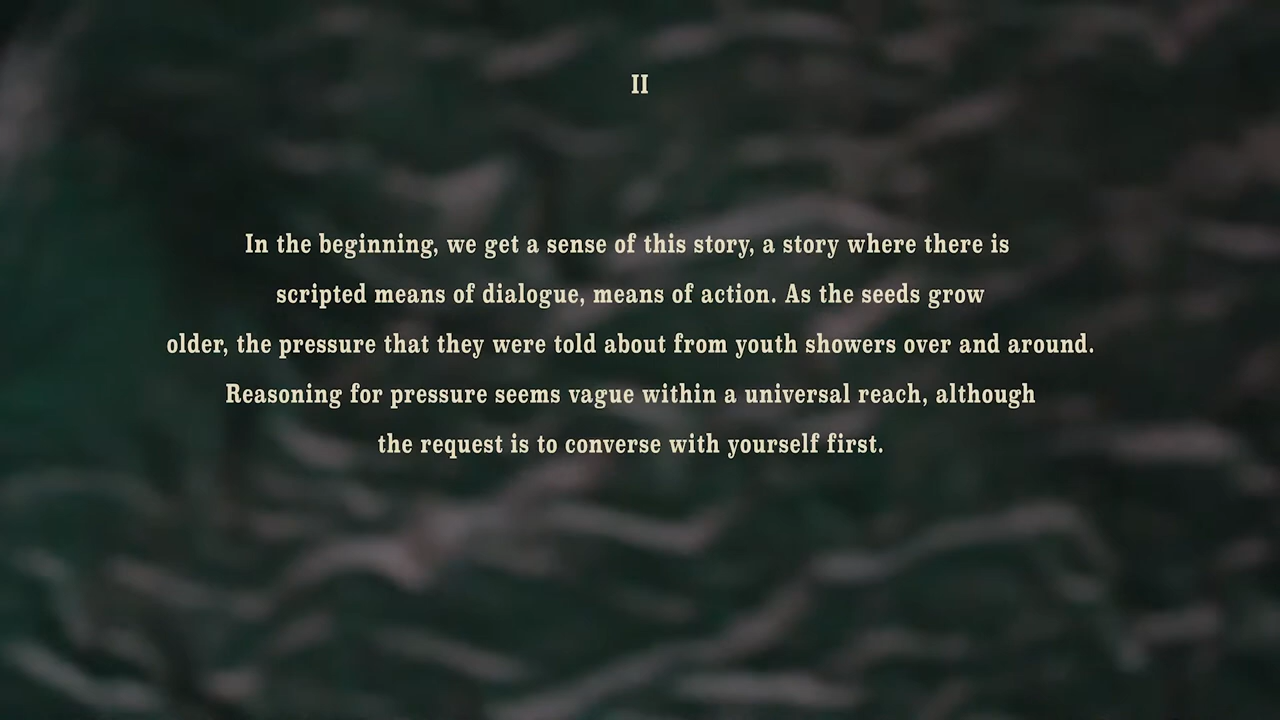 II
In the beginning, we get a sense of this story, a story where there is
scripted means of dialogue, means of action. As the seeds grow
older, the pressure that they were told about from youth showers over and around.
Reasoning for pressure seems vague within a universal reach, although
the request is to converse with yourself first.